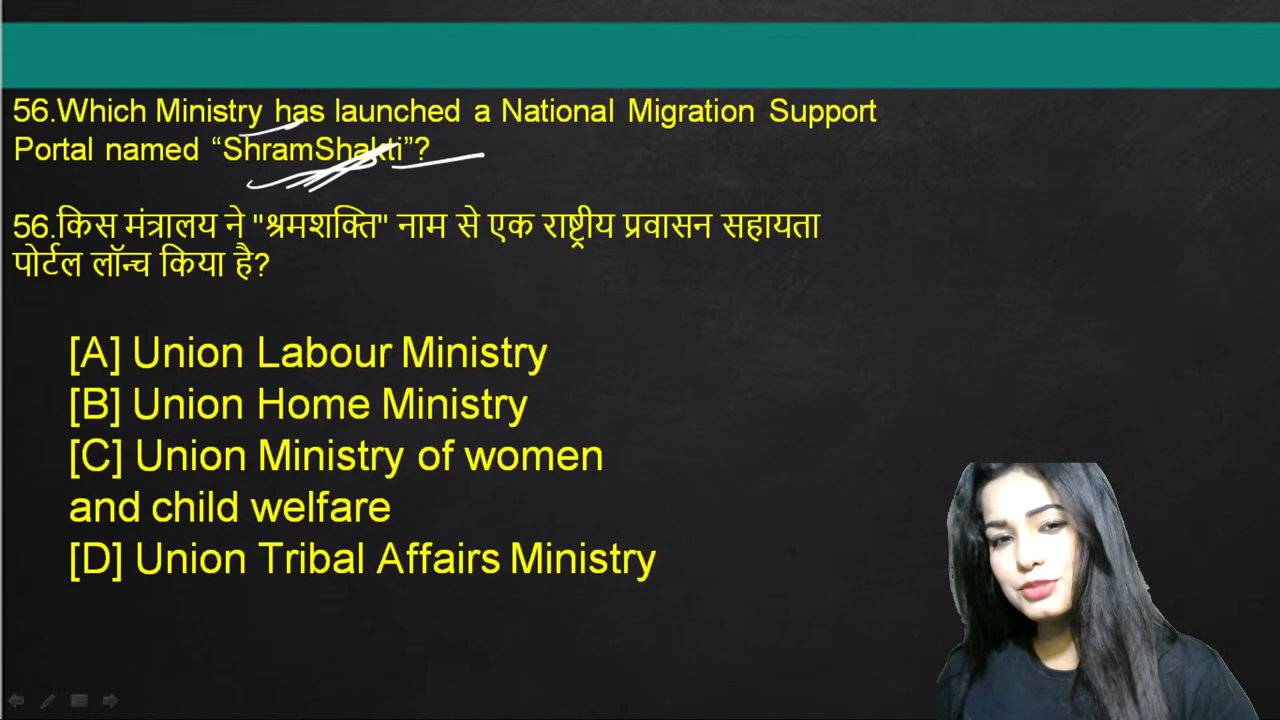 56.Which Ministry has launched a National Migration Support
Portal named “ShramShakti”?
56.किस मंत्रालय ने "श्रमशक्ति" नाम से एक राष्ट्रीय प्रवासन सहायता
पोर्टल लॉन्च किया है?
[A] Union Labour Ministry
[B] Union Home Ministry
[C] Union Ministry of women
and child welfare
[D] Union Tribal Affairs Ministry